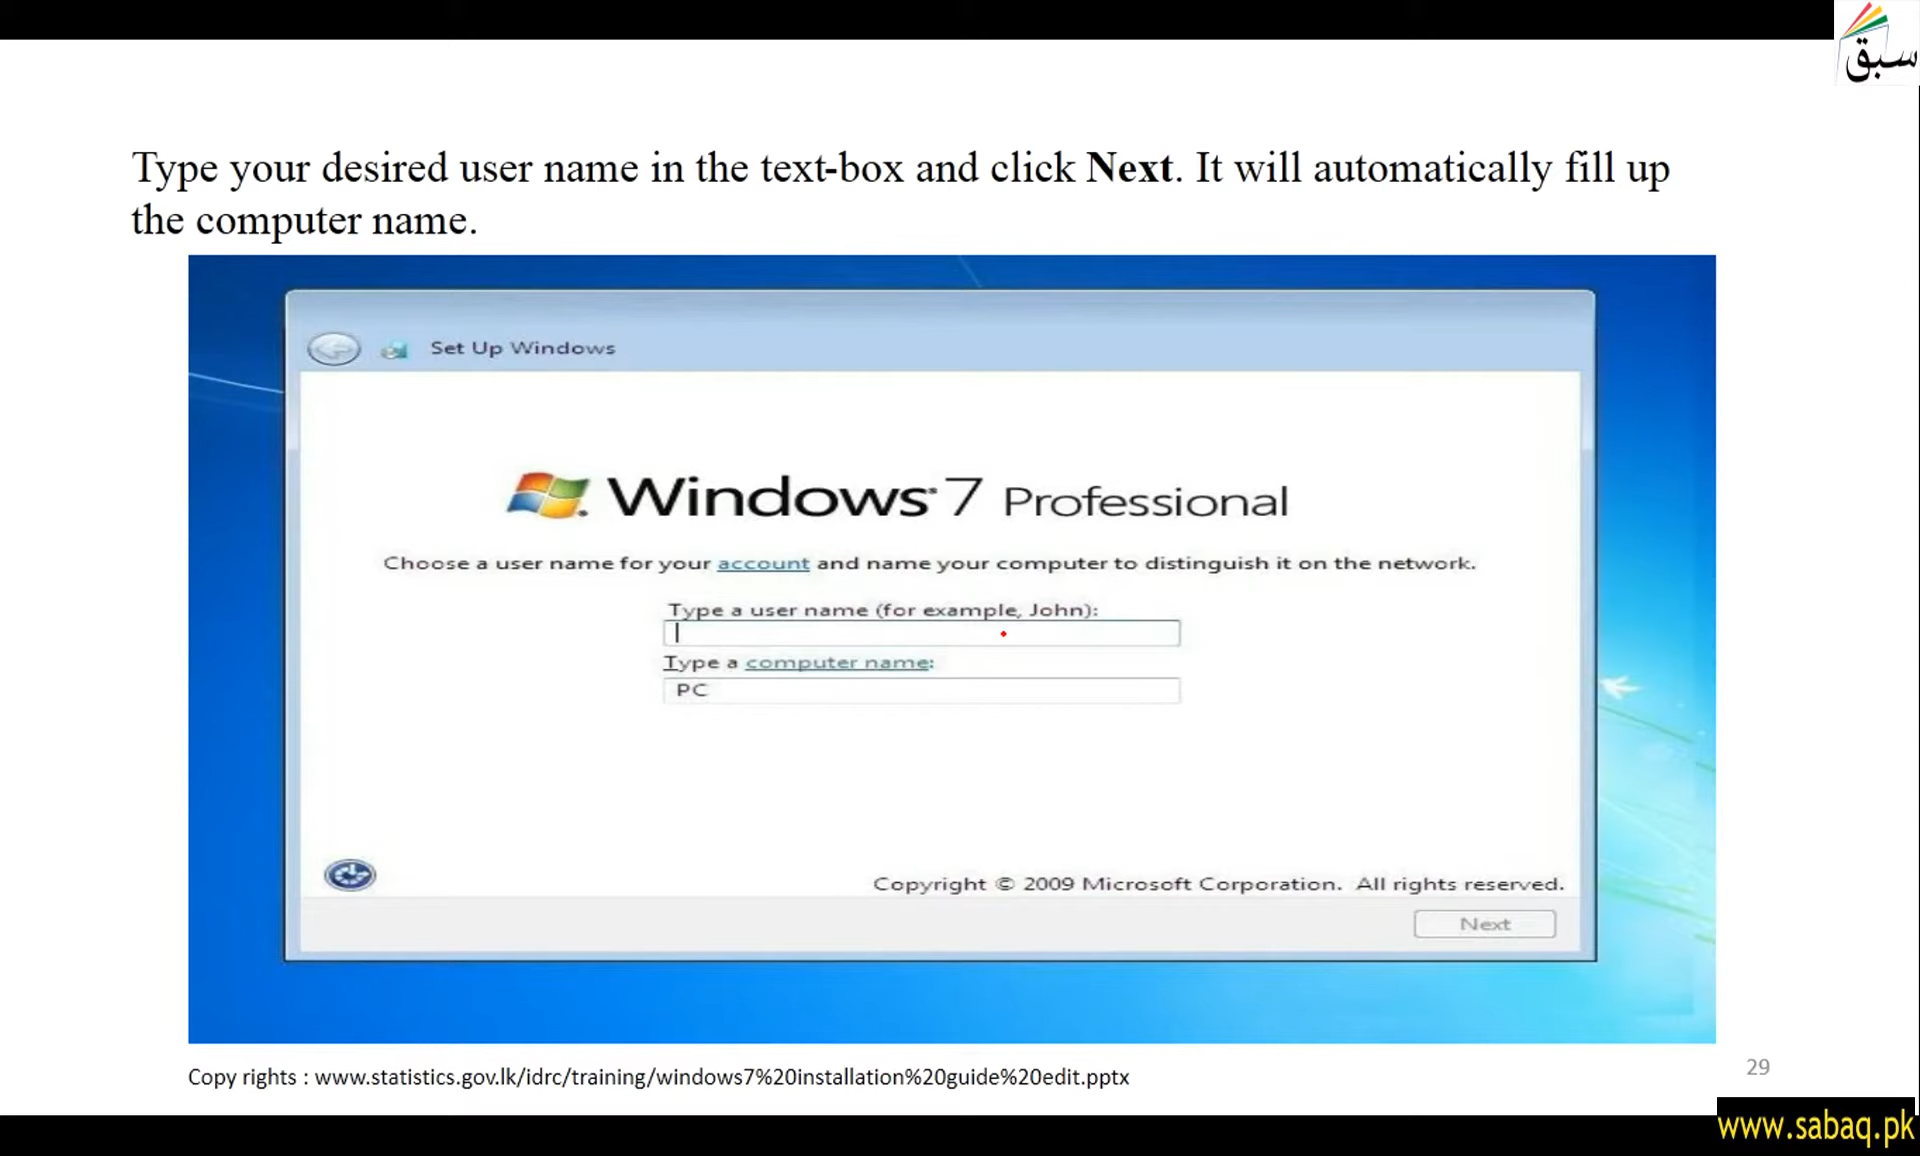 سبق
Type your desired user name in the text-box and click Next. It will automatically fill up
the computer name.
Set Up Windows
Windows 7 Professional
Choose a user name for your account and name your computer to distinguish it on the network.
Type a user name (for example, John):
Type a computer name:
PC
Copyright © 2009 Microsoft Corporation. All rights reserved.
Next
Copy rights : www.statistics.gov.lk/idrc/training/windows7%20installation%20guide%20edit.pptx
29
www.sabaq.pk